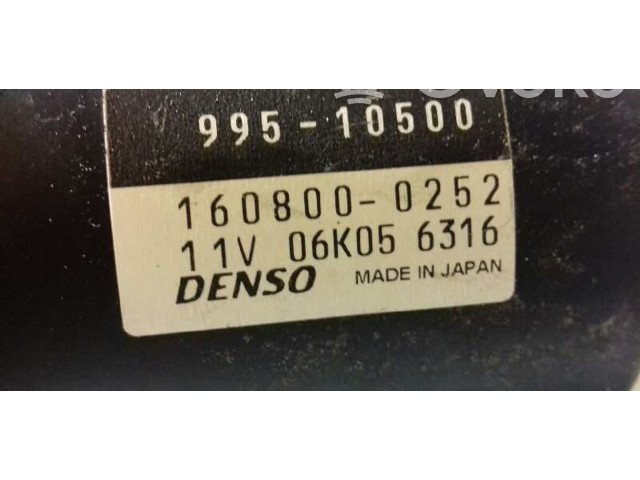 995-10500
160800-0252
11V 06K05 6316
DENSO MADE IN JAPAN